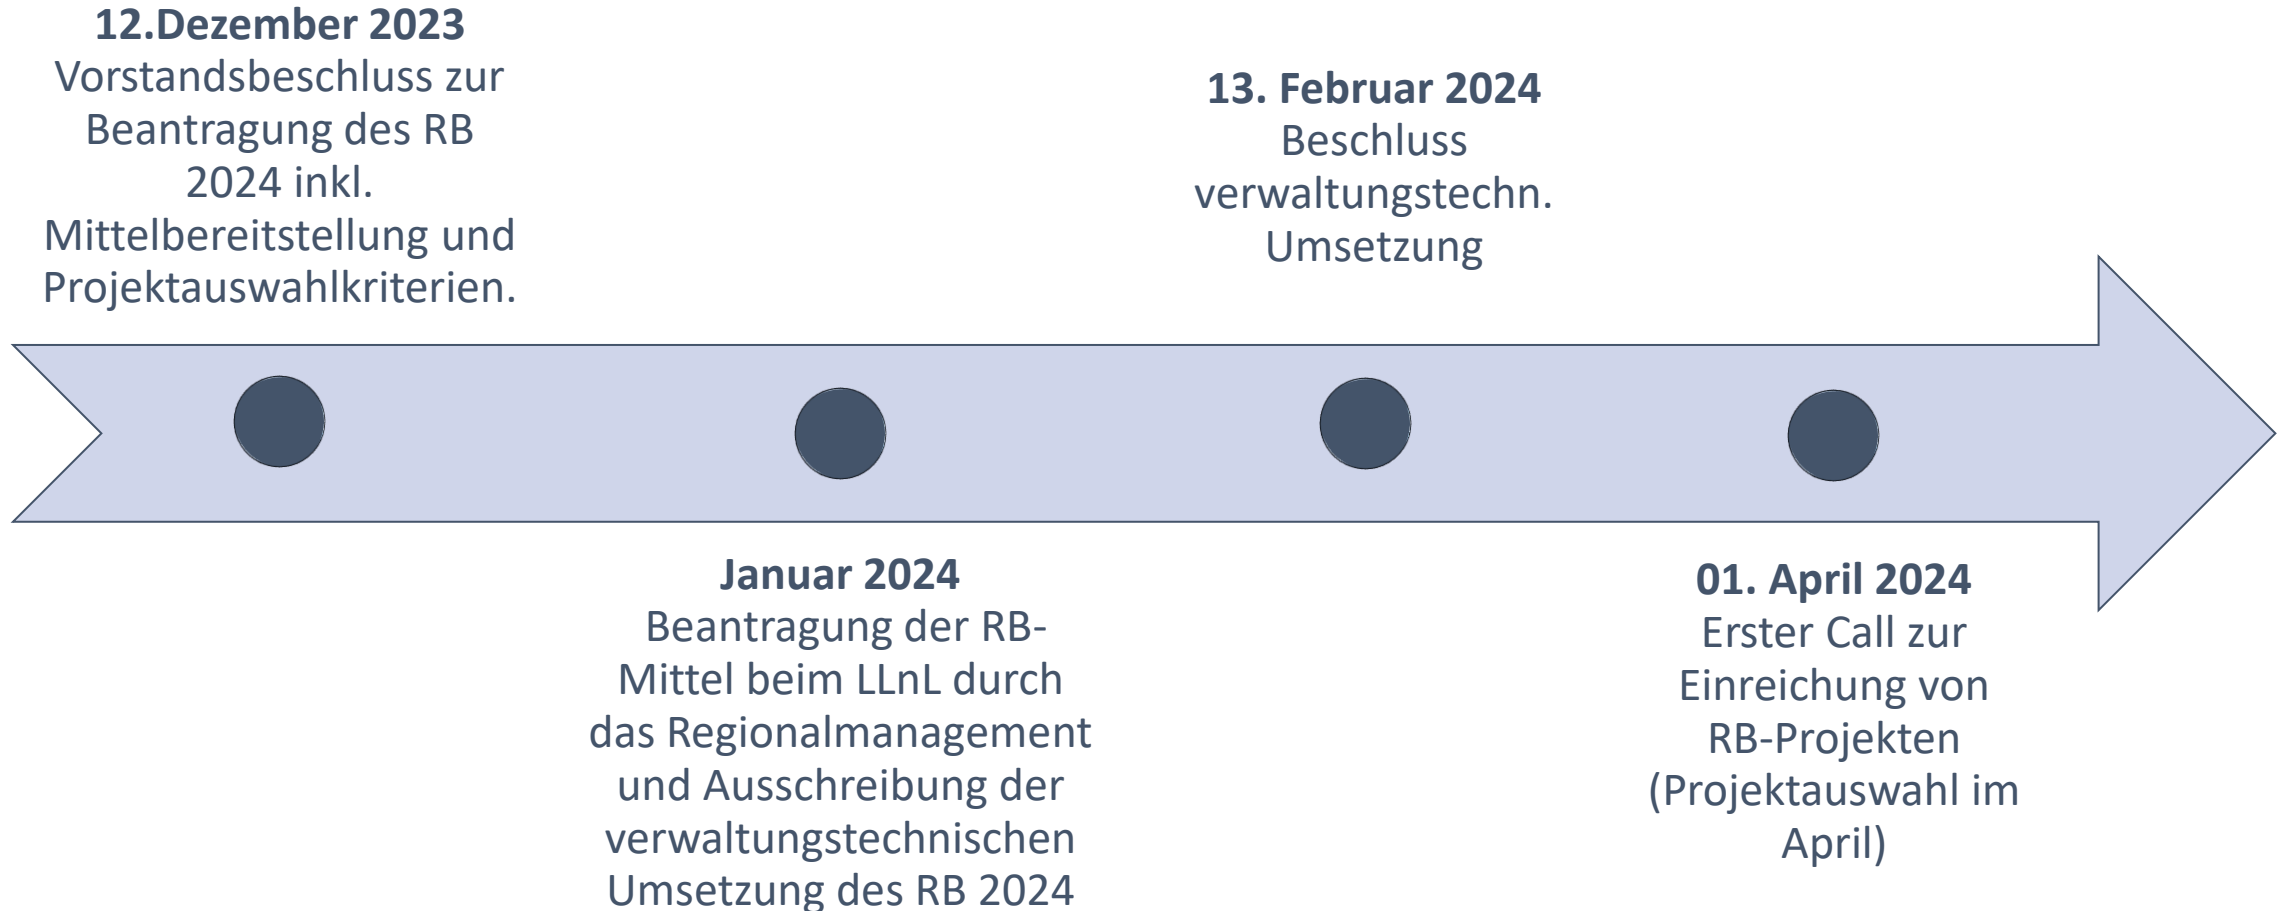 12.Dezember 2023
Vorstandsbeschluss zur
Beantragung des RB
2024 inkl.
Mittelbereitstellung und
Projektauswahlkriterien.
Januar 2024
Beantragung der RB-
Mittel beim LLnL durch
das Regionalmanagement
und Ausschreibung der
verwaltungstechnischen
Umsetzung des RB 2024
13. Februar 2024
Beschluss
verwaltungstechn.
Umsetzung
01. April 2024
Erster Call zur
Einreichung von
RB-Projekten
(Projektauswahl im
April)